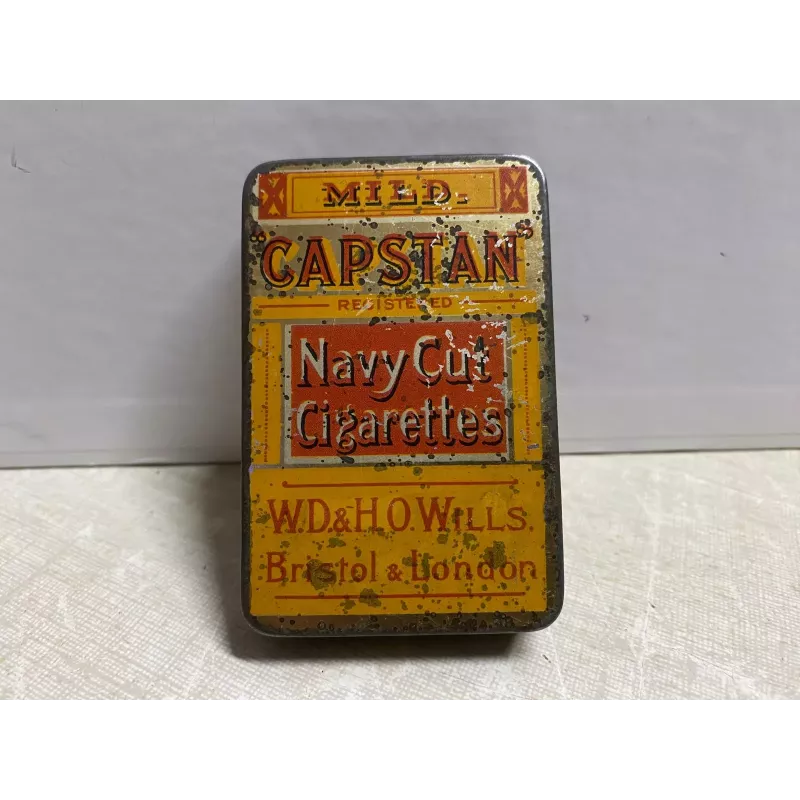 MILD.
"CAPSTAN"
REGISTERED
Navy Cut
Cigarettes
W.D.& H.O. WILLS.
Bristol & London